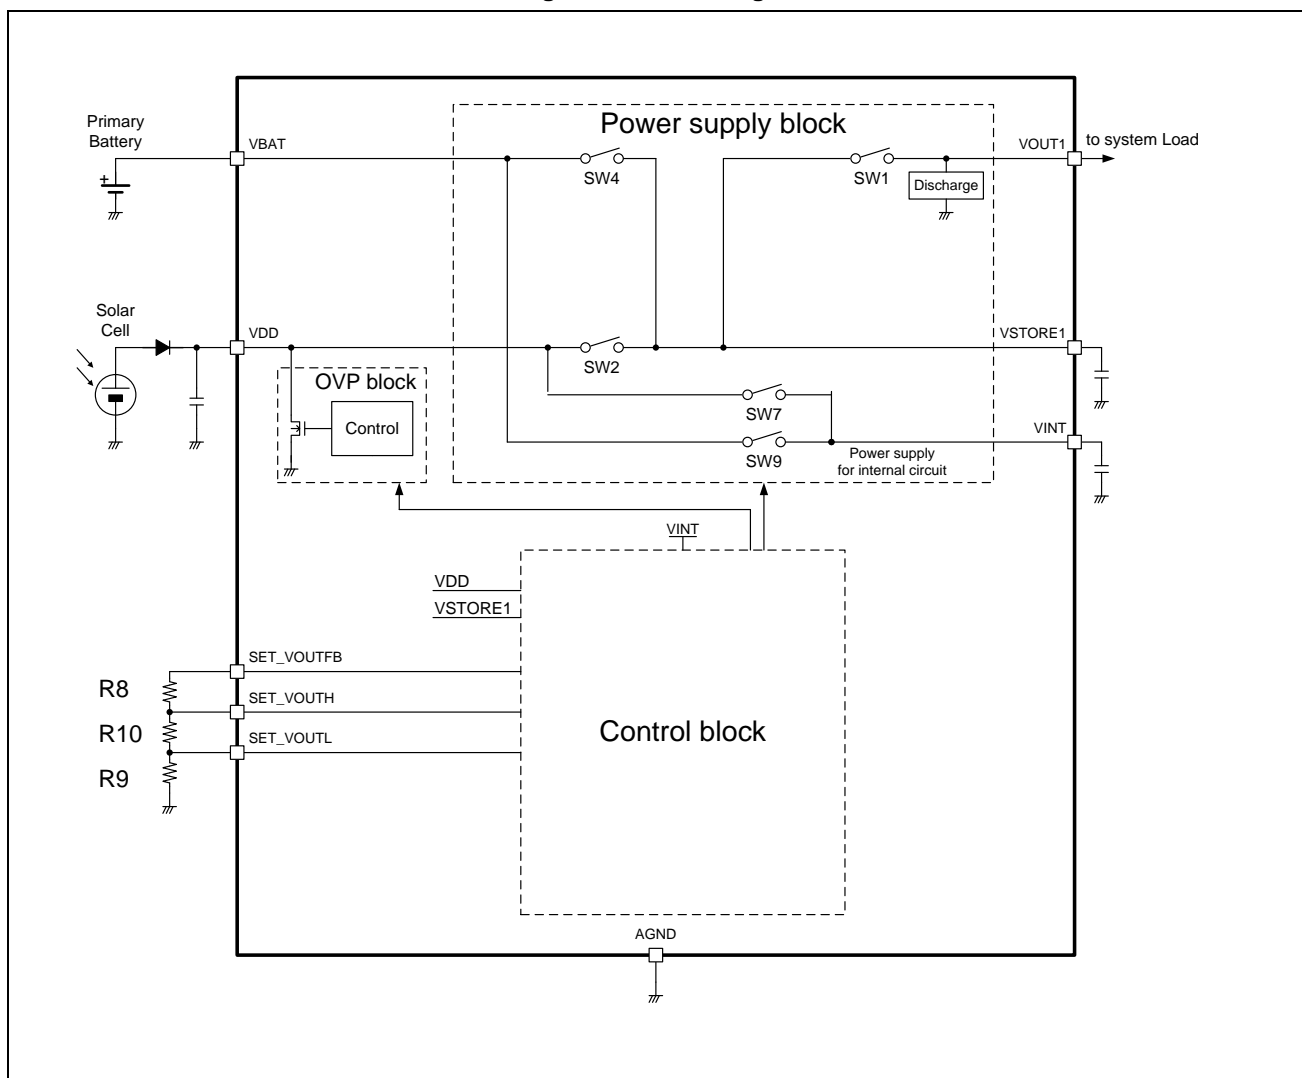 Power supply block
Primary
Battery
VBAT
SW4
SW1
VOUT1
to system Load
Discharge
Solar
Cell
VDD
SW2
VSTORE1
OVP block
Control
SW7
SW9
Power supply
for internal circuit
VINT
VINT
VDD
VSTORE1
SET_VOUTFB
R8
SET_VOUTH
R10
SET_VOUTL
R9
Control block
AGND